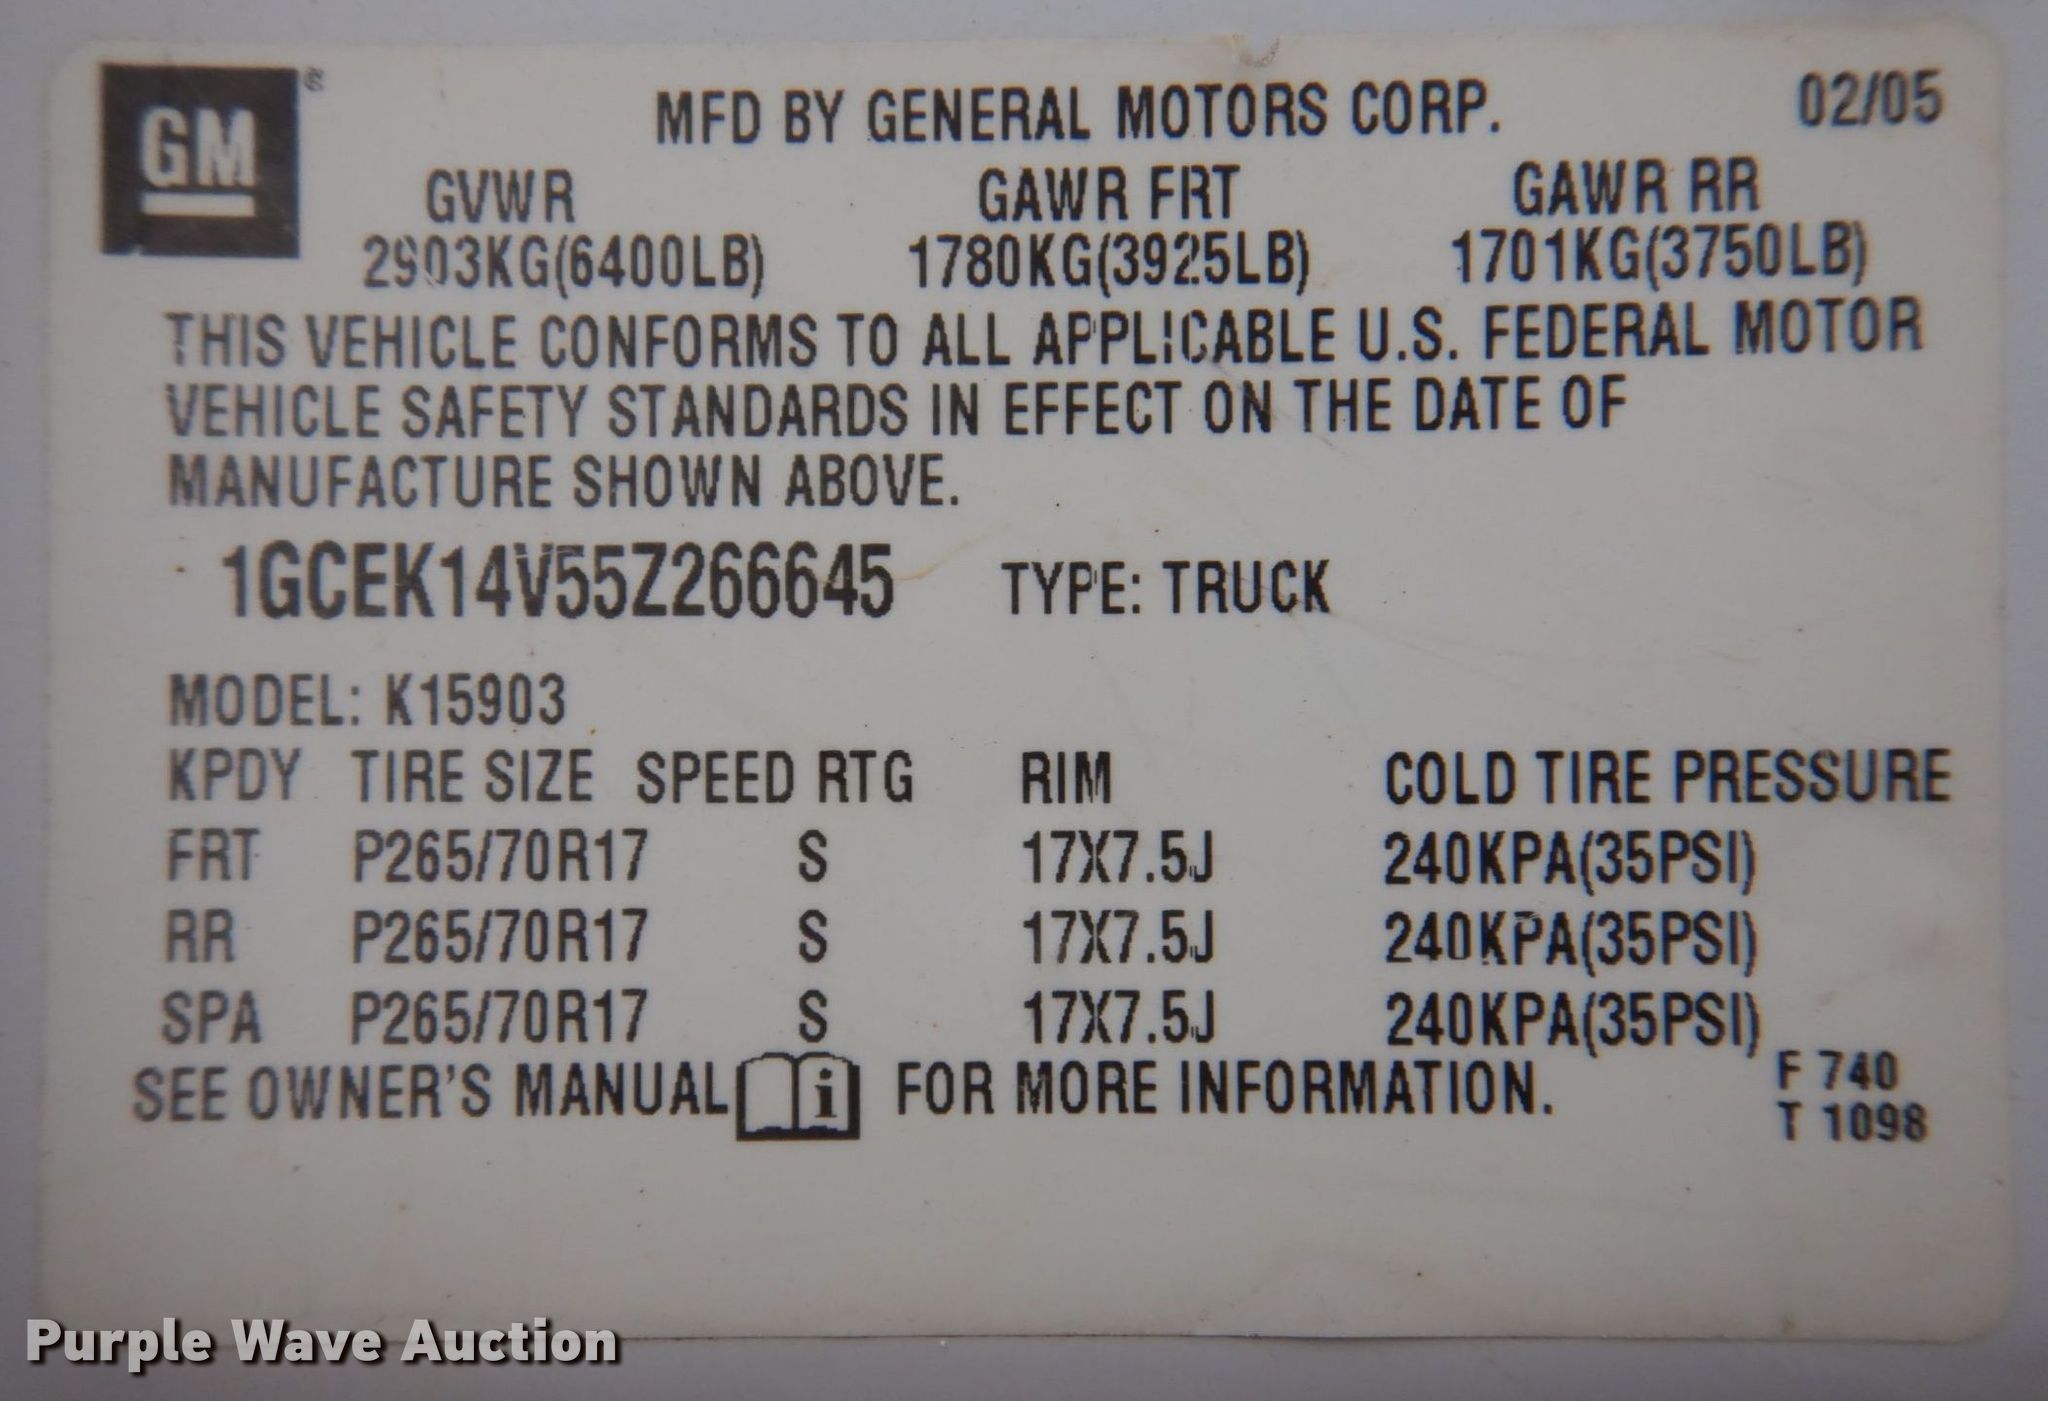 GM®
MFD BY GENERAL MOTORS CORP. 02/05
GVWR GAWR FRT GAWR RR
2903KG(6400LB) 1780KG(3925LB) 1701KG(3750LB)
THIS VEHICLE CONFORMS TO ALL APPLICABLE U.S. FEDERAL MOTOR
VEHICLE SAFETY STANDARDS IN EFFECT ON THE DATE OF
MANUFACTURE SHOWN ABOVE.
1GCEK14V55Z266645 TYPE: TRUCK
MODEL: K15903
KPDY TIRE SIZE SPEED RTG RIM COLD TIRE PRESSURE
FRT P265/70R17 S 17X7.5J 240KPA(35PSI)
RR P265/70R17 S 17X7.5J 240KPA(35PSI)
SPA P265/70R17 S 17X7.5J 240KPA(35PSI)
SEE OWNER'S MANUAL i FOR MORE INFORMATION.
F 740
T 1098
Purple Wave Auction